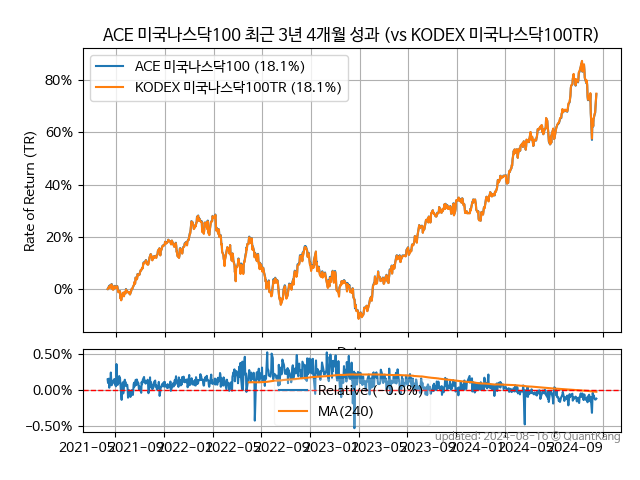 ACE 미국나스닥100 최근 3년 4개월 성과 (vs KODEX 미국나스닥100TR)
ACE 미국나스닥100 (18.1%)
KODEX 미국나스닥100TR (18.1%)
Rate of Return (TR)
80%
60%
40%
20%
0%
0.50%
0.00%
-0.50%
Relative (-0.0%)
MA(240)
updated: 2024-08-16 © QuantKang
2021-05 2022-01 2022-05 2022-09 2023-01 2023-05 2023-09 2024-01 2024-05 2024-09